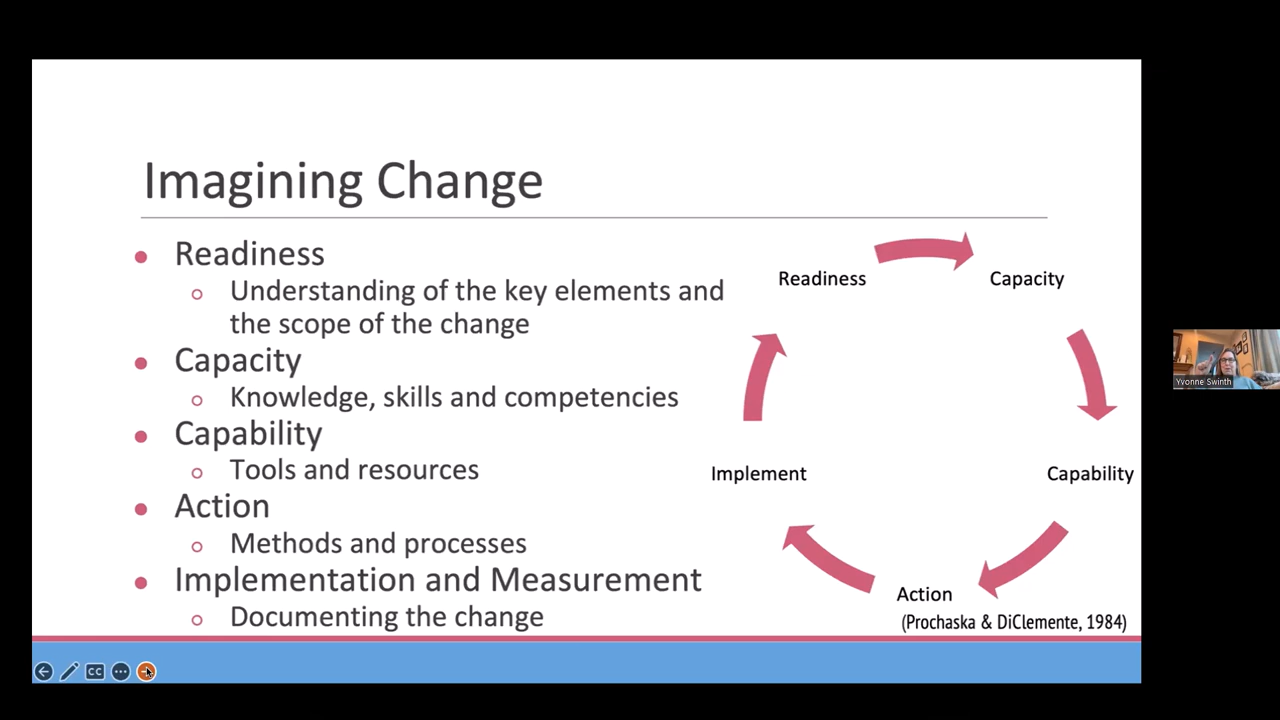 Imagining Change
● Readiness
○ Understanding of the key elements and
the scope of the change
● Capacity
○ Knowledge, skills and competencies
● Capability
○ Tools and resources
● Action
○ Methods and processes
● Implementation and Measurement
○ Documenting the change
Readiness
Capacity
Capability
Action
Implement
(Prochaska & DiClemente, 1984)
CC
Yvonne Swinth